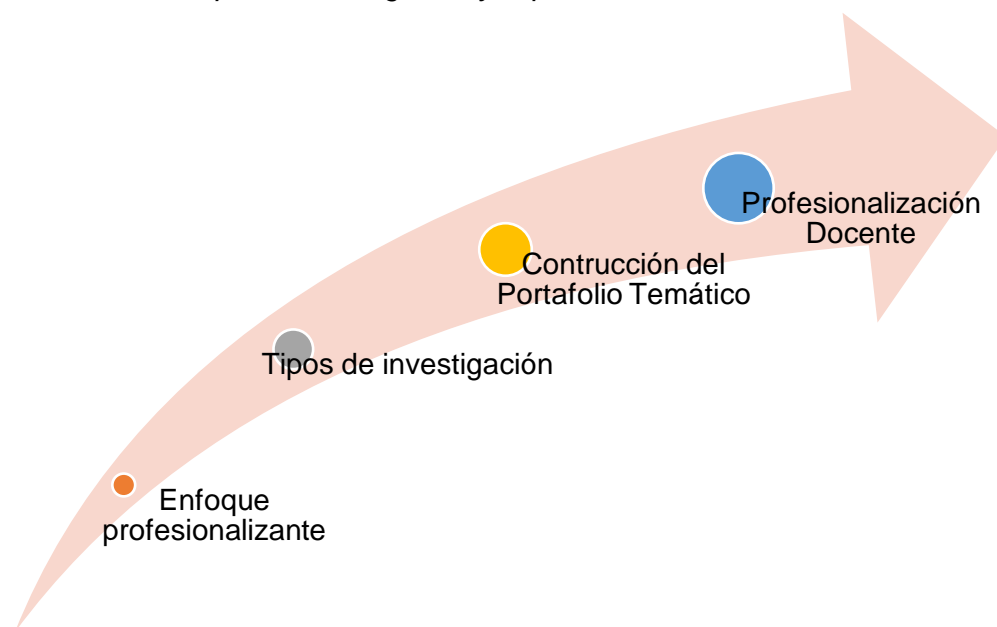 Profesionalización
Docente
Contrucción del
Portafolio Temático
Tipos de investigación
Enfoque
profesionalizante